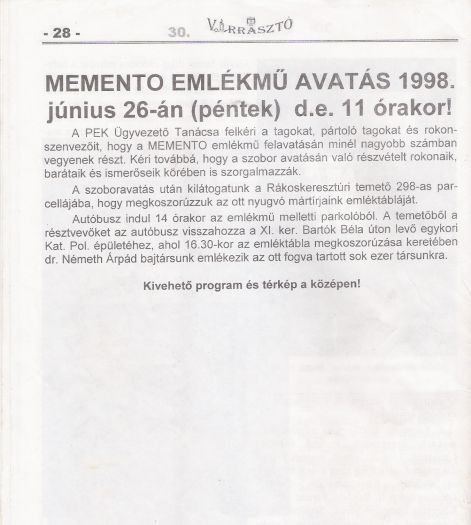 - 28 -
30.
VÁRRASZTÓ
MEMENTO EMLÉKMŰ AVATÁS 1998.
június 26-án (péntek) d.e. 11 órakor!
A PEK Ügyvezető Tanácsa felkéri a tagokat, pártoló tagokat és rokon-
szenvezőit, hogy a MEMENTO emlékmű felavatásán minél nagyobb számban
vegyenek részt. Kéri továbbá, hogy a szobor avatásán való részvételt rokonaik,
barátaik és ismerőseik körében is szorgalmazzák.
A szoboravatás után kilátogatunk a Rákoskeresztúri temető 298-as par-
cellájába, hogy megkoszorúzzuk az ott nyugvó mártírjaink emléktábláját.
Autóbusz indul 14 órakor az emlékmű melletti parkolóból. A temetőből a
résztvevőket az autóbusz visszahozza a XI. ker. Bartók Béla úton levő egykori
Kat. Pol. épületéhez, ahol 16.30-kor az emléktábla megkoszorúzása keretében
dr. Németh Árpád bajtársunk emlékezik az ott fogva tartott sok ezer társunkra.
Kivehető program és térkép a középen!